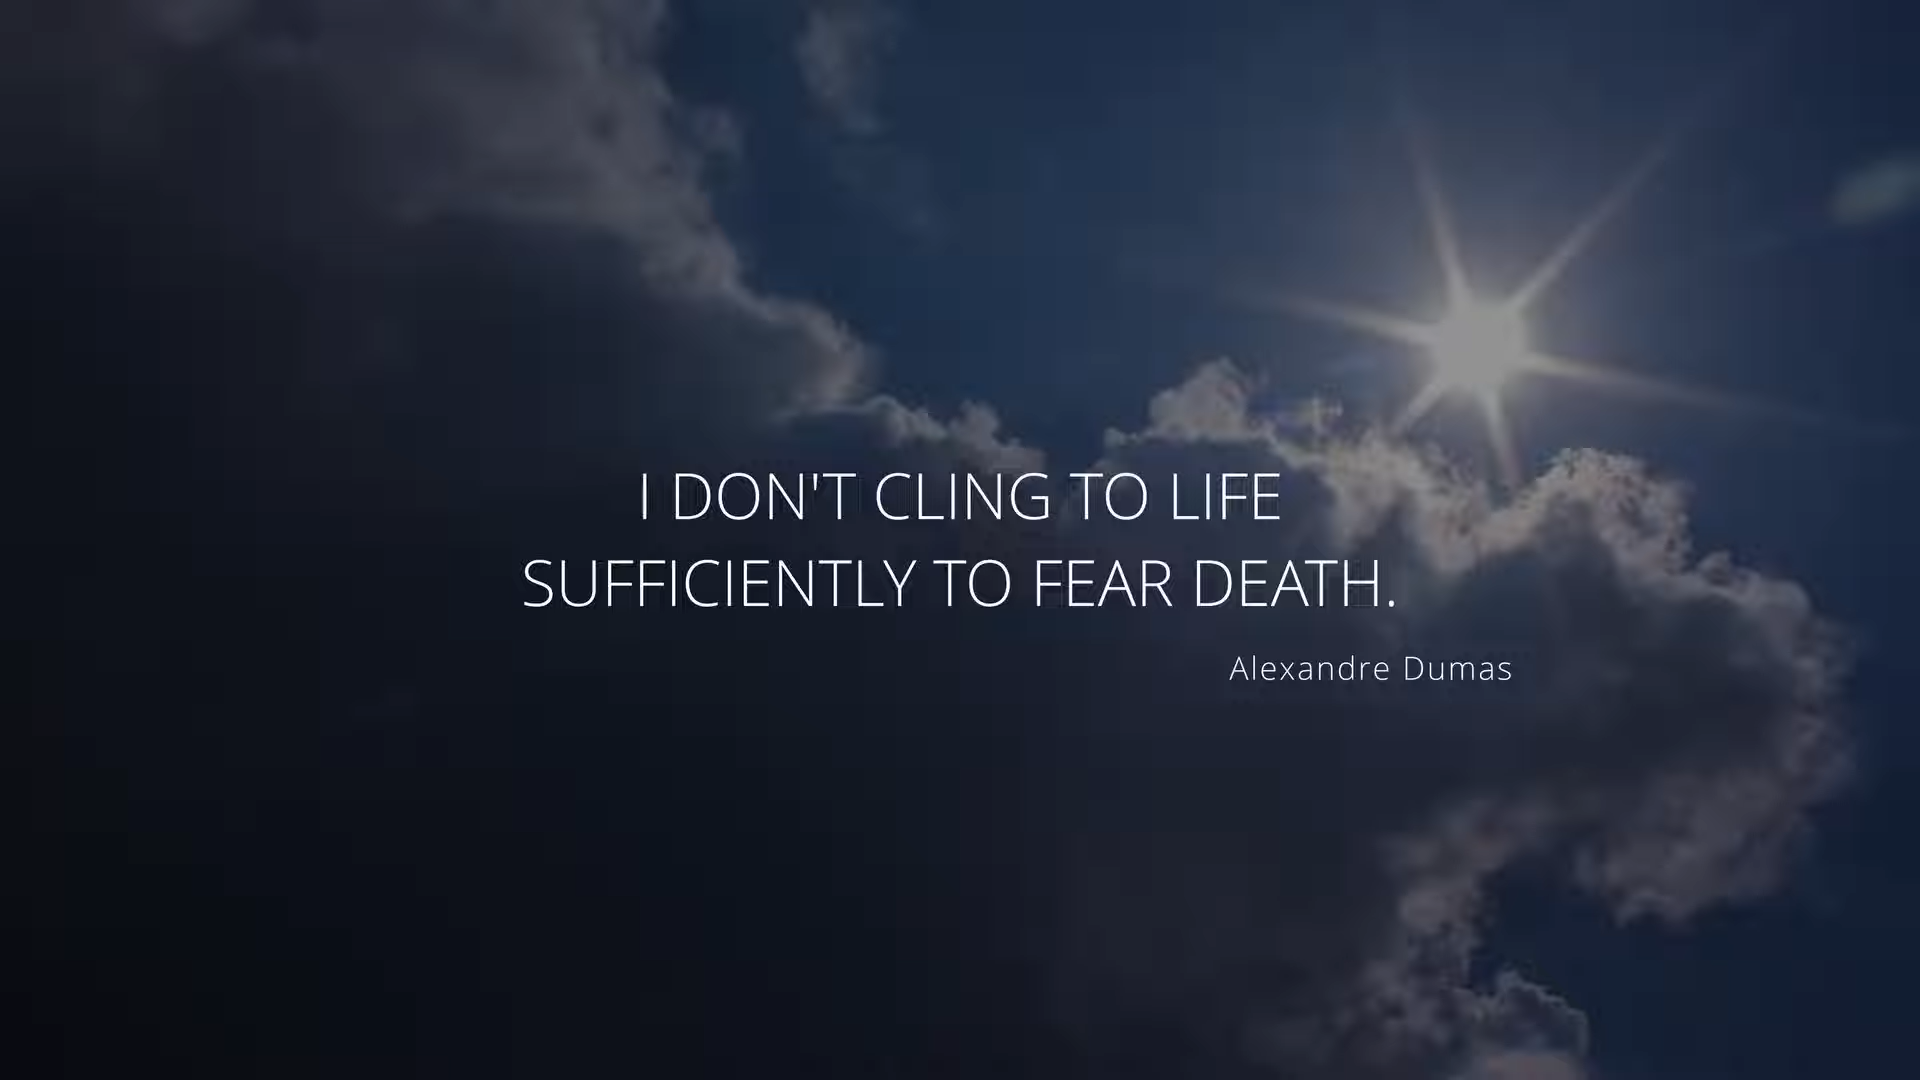 I DON'T CLING TO LIFE
SUFFICIENTLY TO FEAR DEATH.
Alexandre Dumas